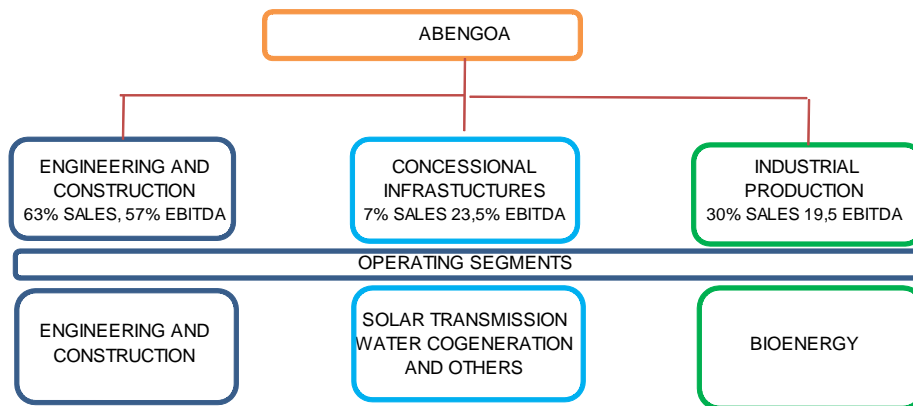 ABENGOA
ENGINEERING AND
CONSTRUCTION
63% SALES, 57% EBITDA
CONCESSIONAL
INFRASTUCTURES
7% SALES 23,5% EBITDA
INDUSTRIAL
PRODUCTION
30% SALES 19,5 EBITDA
OPERATING SEGMENTS
ENGINEERING AND
CONSTRUCTION
SOLAR TRANSMISSION
WATER COGENERATION
AND OTHERS
BIOENERGY